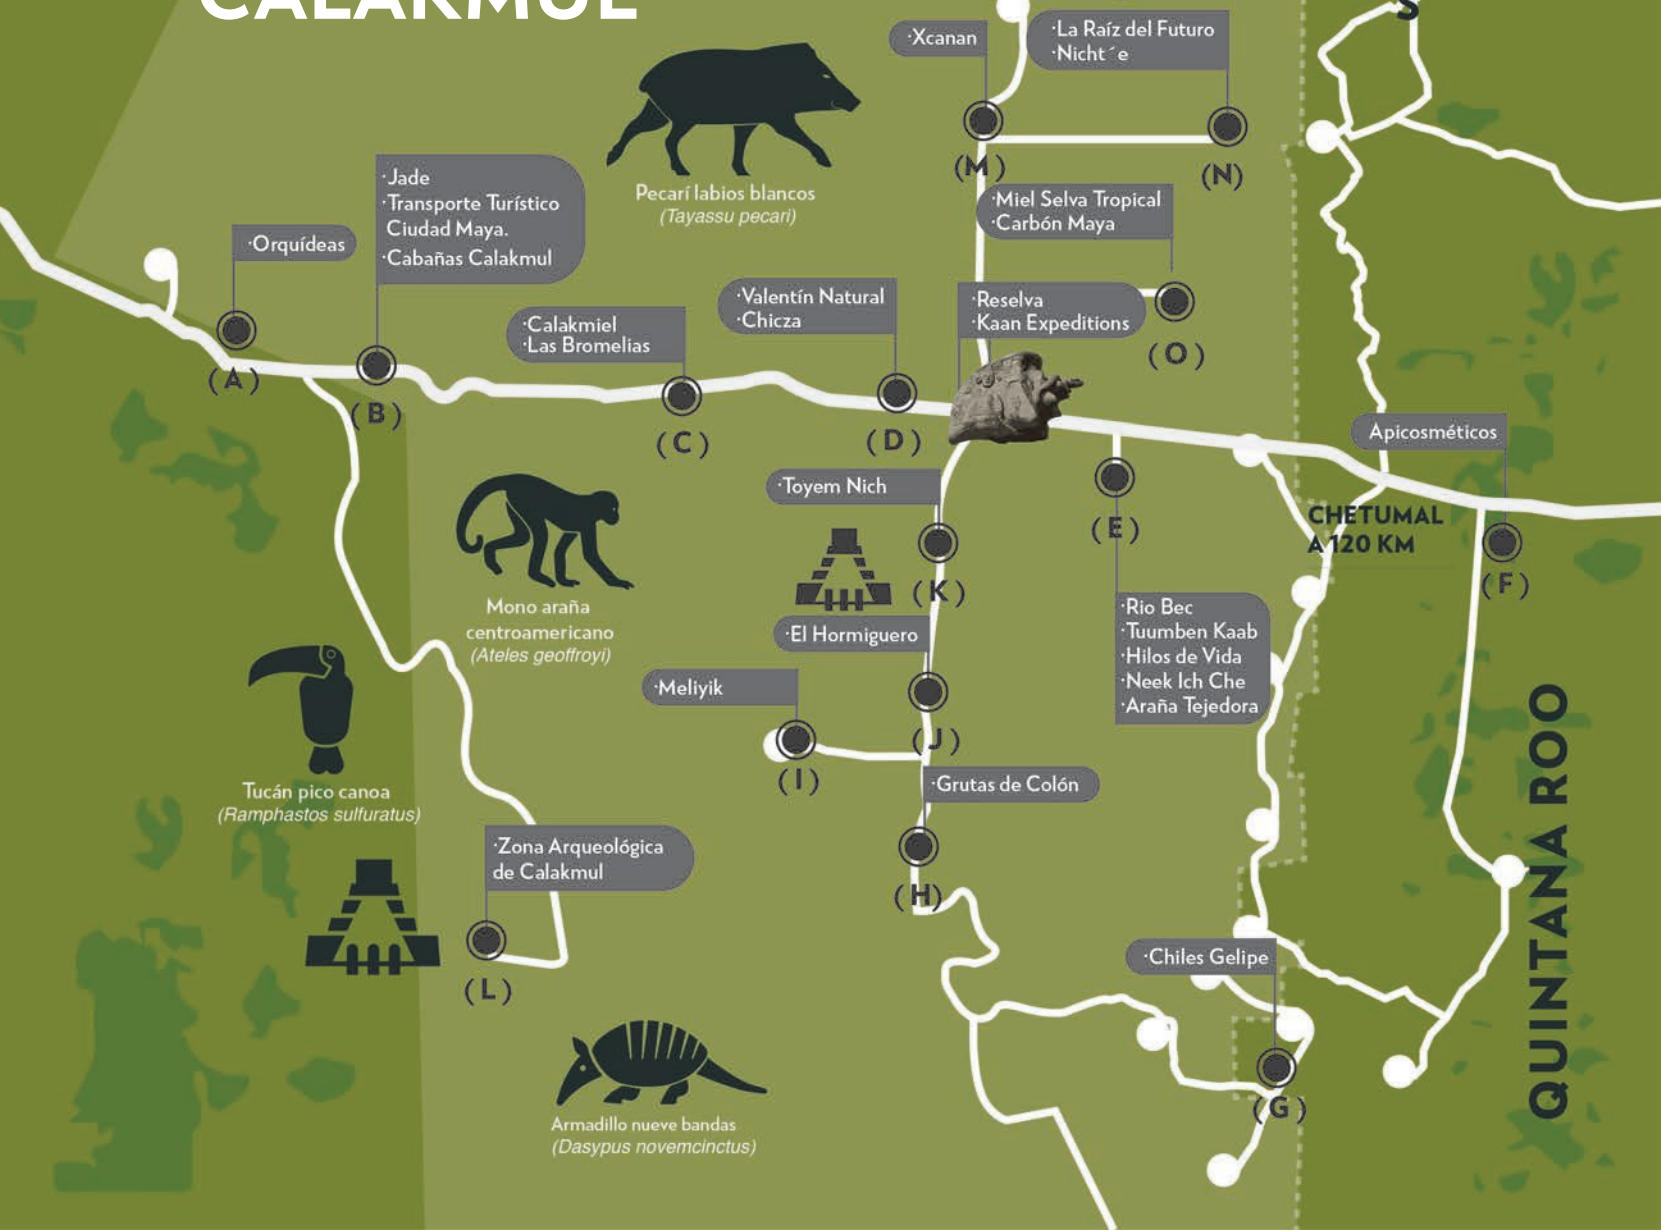 CALAKMUL
S
·Xcanan
·La Raíz del Futuro
·Nicht´e
(M)
(N)
Pecarí labios blancos
(Tayassu pecari)
·Miel Selva Tropical
·Carbón Maya
(O)
·Jade
·Transporte Turístico
Ciudad Maya.
·Cabañas Calakmul
·Orquídeas
(A)
(B)
·Calakmiel
·Las Bromelias
(C)
·Valentín Natural
·Chicza
(D)
·Reselva
·Kaan Expeditions
Apicosméticos
(F)
CHETUMAL
A 120 KM
·Toyem Nich
(K)
(E)
Mono araña
centroamericano
(Ateles geoffroyi)
·El Hormiguero
(J)
·Rio Bec
·Tuumben Kaab
·Hilos de Vida
·Neek Ich Che
·Araña Tejedora
·Meliyik
(I)
·Grutas de Colón
(H)
Tucán pico canoa
(Ramphastos sulfuratus)
·Zona Arqueológica
de Calakmul
(L)
·Chiles Gelipe
(G)
QUINTANA ROO
Armadillo nueve bandas
(Dasypus novemcinctus)